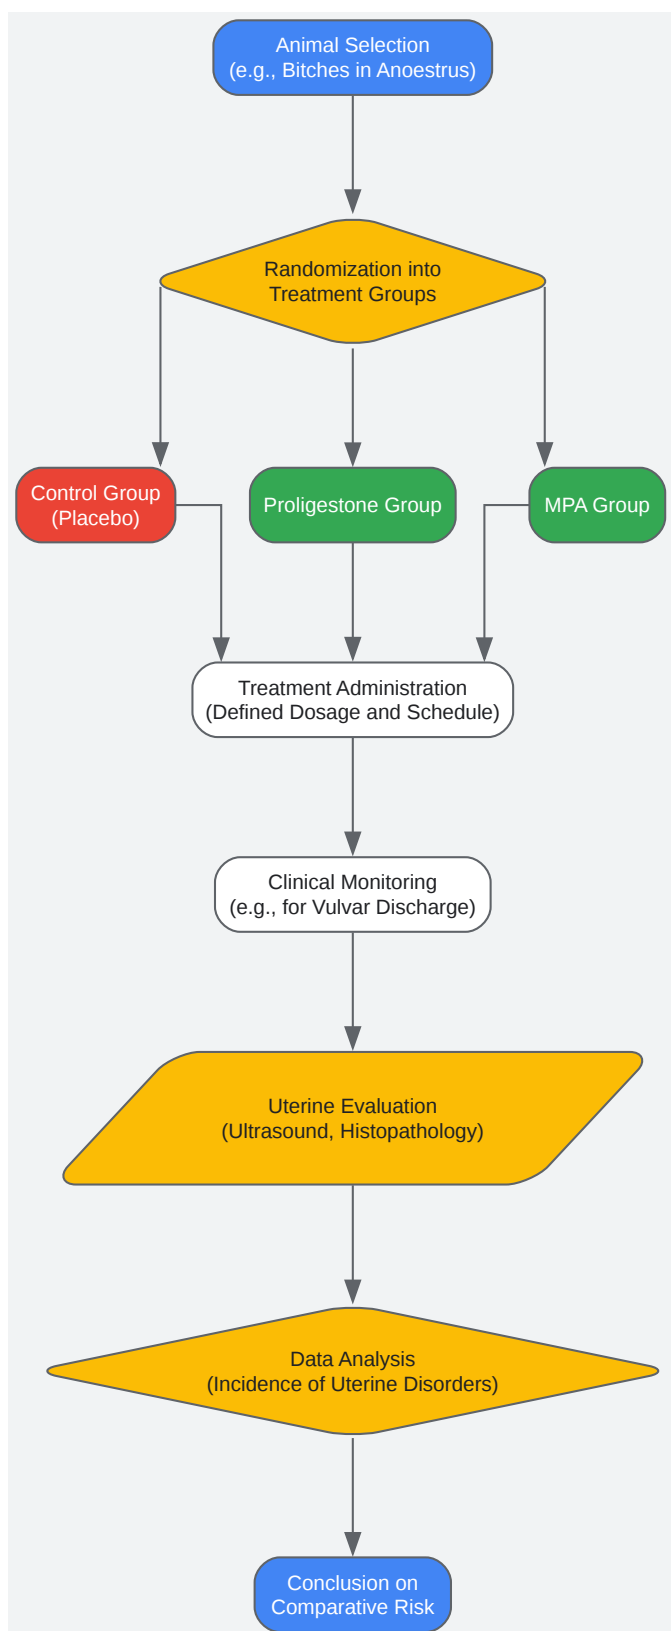 Animal Selection
(e.g., Bitches in Anoestrus)
Randomization into
Treatment Groups
Control Group
(Placebo)
Proligestone Group
MPA Group
Treatment Administration
(Defined Dosage and Schedule)
Clinical Monitoring
(e.g., for Vulvar Discharge)
Uterine Evaluation
(Ultrasound, Histopathology)
Data Analysis
(Incidence of Uterine Disorders)
Conclusion on
Comparative Risk